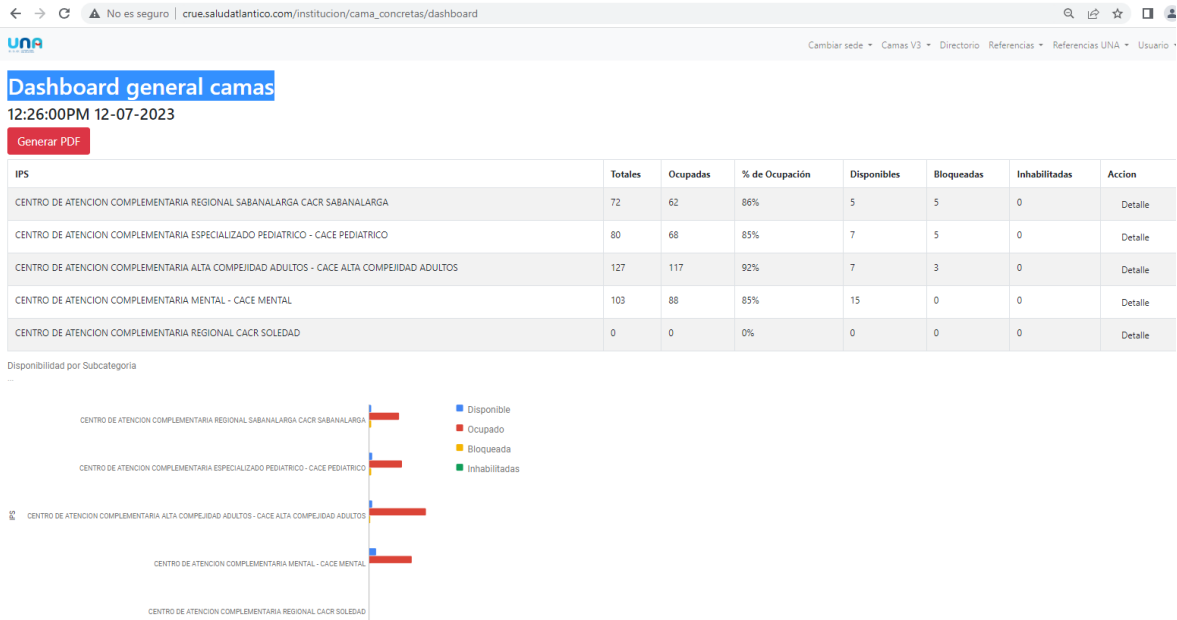 No es seguro | crue.saludatlantico.com/institucion/cama_concretas/dashboard
UNA
Cambiar sede Camas V3 Directorio Referencias Referencias UNA Usuario
Dashboard general camas
12:26:00PM 12-07-2023
Generar PDF
IPS Totales Ocupadas % de Ocupación Disponibles Bloqueadas Inhabilitadas Accion
CENTRO DE ATENCION COMPLEMENTARIA REGIONAL SABANALARGA CACR SABANALARGA 72 62 86% 5 5 0 Detalle
CENTRO DE ATENCION COMPLEMENTARIA ESPECIALIZADO PEDIATRICO - CACE PEDIATRICO 80 68 85% 7 5 0 Detalle
CENTRO DE ATENCION COMPLEMENTARIA ALTA COMPEJIDAD ADULTOS - CACE ALTA COMPEJIDAD ADULTOS 127 117 92% 7 3 0 Detalle
CENTRO DE ATENCION COMPLEMENTARIA MENTAL - CACE MENTAL 103 88 85% 15 0 0 Detalle
CENTRO DE ATENCION COMPLEMENTARIA REGIONAL CACR SOLEDAD 0 0 0% 0 0 0 Detalle
Disponibilidad por Subcategoria
...
Disponible
Ocupado
Bloqueada
Inhabilitadas
IPS
CENTRO DE ATENCION COMPLEMENTARIA REGIONAL SABANALARGA CACR SABANALARGA
CENTRO DE ATENCION COMPLEMENTARIA ESPECIALIZADO PEDIATRICO - CACE PEDIATRICO
CENTRO DE ATENCION COMPLEMENTARIA ALTA COMPEJIDAD ADULTOS - CACE ALTA COMPEJIDAD ADULTOS
CENTRO DE ATENCION COMPLEMENTARIA MENTAL - CACE MENTAL
CENTRO DE ATENCION COMPLEMENTARIA REGIONAL CACR SOLEDAD